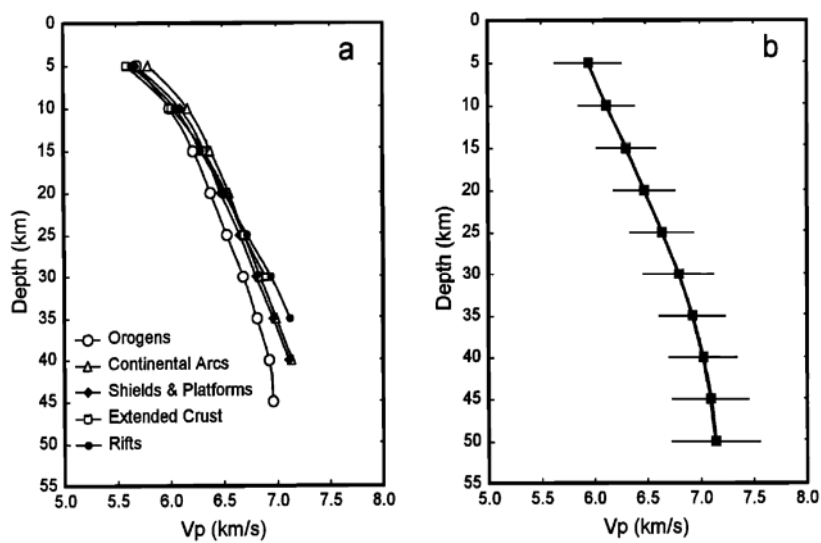 a
0
5
10
15
20
25
30
35
40
45
50
55
Depth (km)
Orogens
Continental Arcs
Shields & Platforms
Extended Crust
Rifts
5.0 5.5 6.0 6.5 7.0 7.5 8.0
Vp (km/s)
b
0
5
10
15
20
25
30
35
40
45
50
55
Depth (km)
5.0 5.5 6.0 6.5 7.0 7.5 8.0
Vp (km/s)